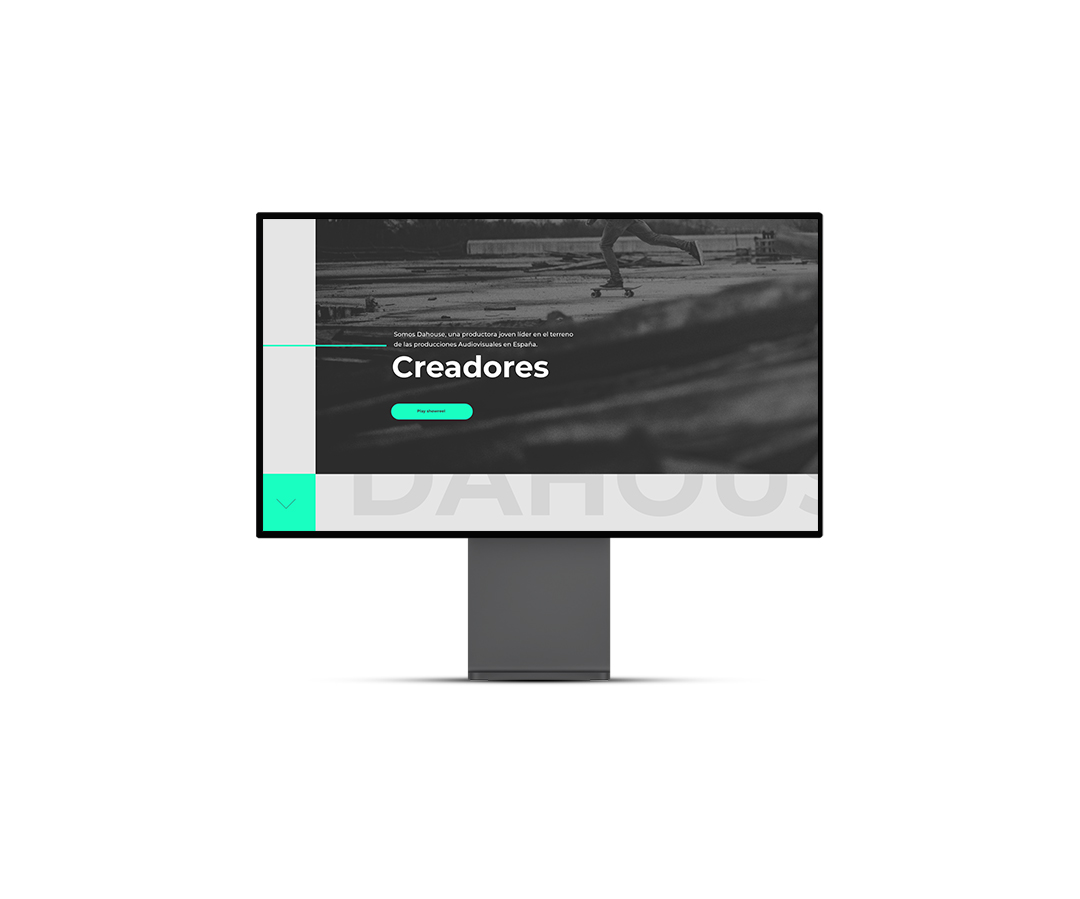 Somos Dahouse, una productora joven líder en el terreno
de las producciones Audiovisuales en España.
Creadores
Play showreel
DAHOUS